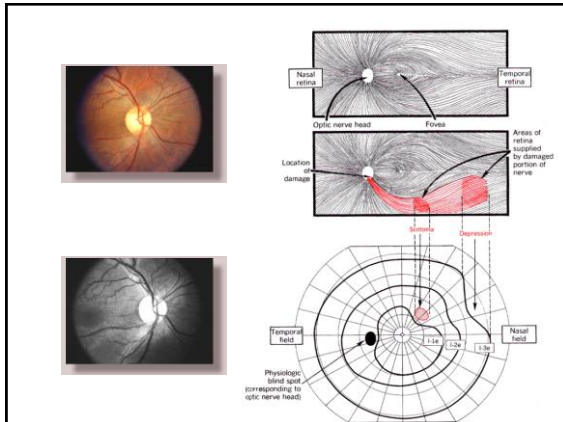 Nasal
retina
Temporal
retina
Optic nerve head
Fovea
Areas of
retina
supplied
by damaged
portion of
nerve
Location
of
damage
Scotoma
Depression
Temporal
field
Nasal
field
I-1e
I-2e
I-3e
Physiologic
blind spot
(corresponding to
optic nerve head)